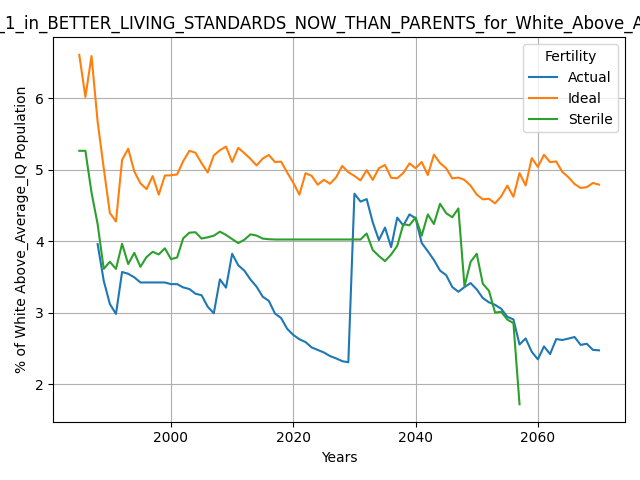 _1_in_BETTER_LIVING_STANDARDS_NOW_THAN_PARENTS_for_White_Above_A
Fertility
Actual
Ideal
Sterile
% of White Above_Average_IQ Population
6
5
4
3
2
2000
2020
2040
2060
Years